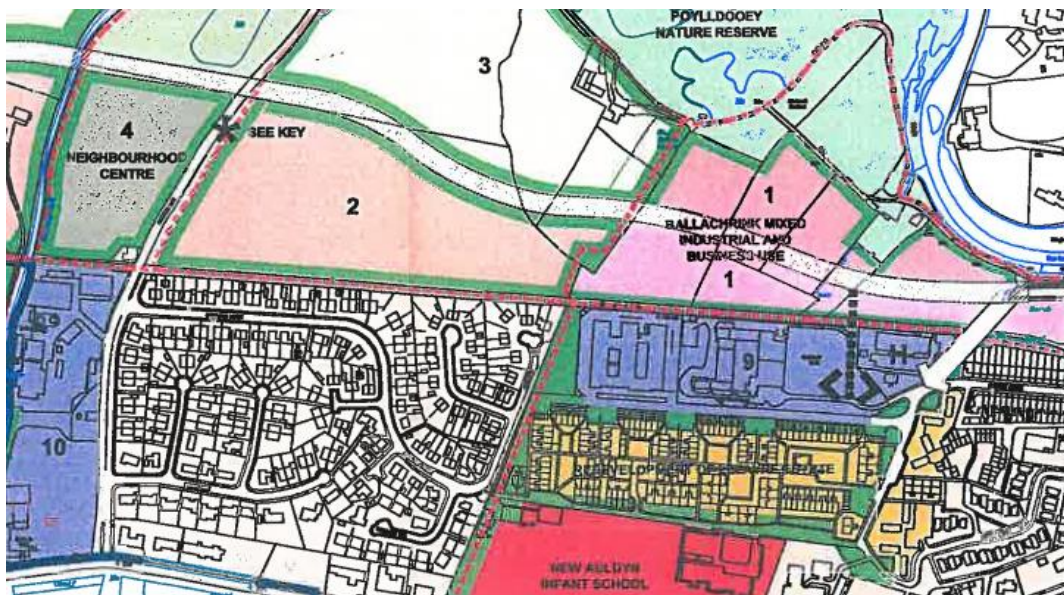 POYLLDOOEY
NATURE RESERVE
3
4
NEIGHBOURHOOD
CENTRE
SEE KEY
2
1
BALLACHRINK MIXED
INDUSTRIAL AND
BUSINESS USE
1
9
10
NEW AULDYN
INFANT SCHOOL